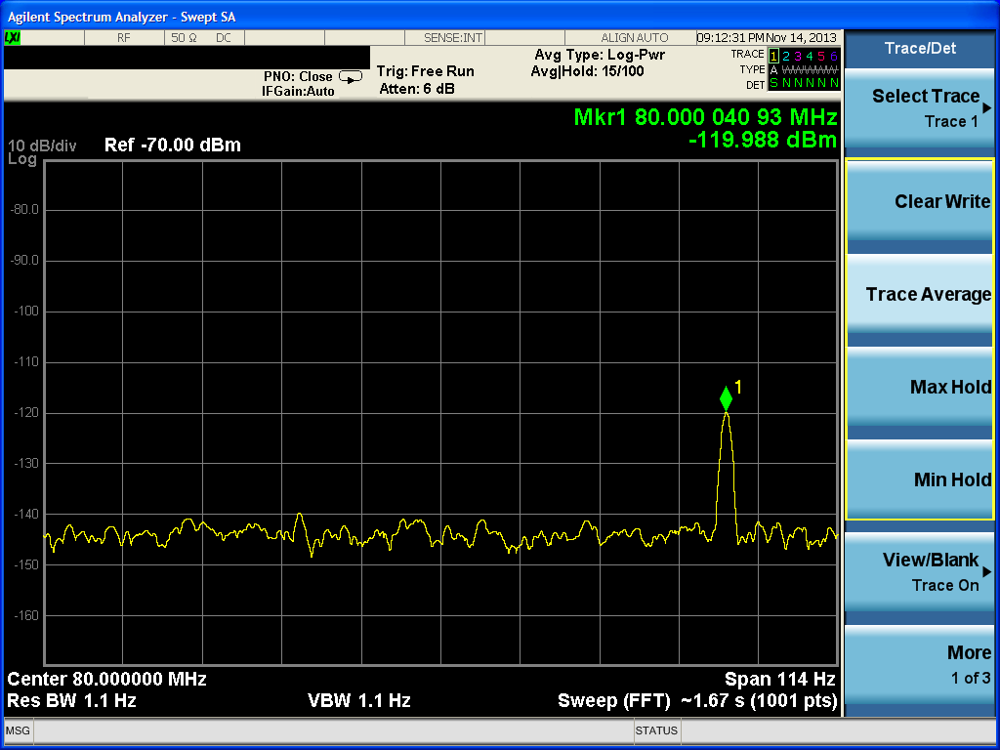 Agilent Spectrum Analyzer - Swept SA
LXI RF 50 Ω DC SENSE:INT ALIGN AUTO 09:12:31 PM Nov 14, 2013
PNO: Close
IFGain:Auto
Trig: Free Run
Atten: 6 dB
Avg Type: Log-Pwr
Avg|Hold: 15/100
TRACE 1 2 3 4 5 6
TYPE A WWWWW
DET S N N N N N
Mkr1 80.000 040 93 MHz
-119.988 dBm
10 dB/div Ref -70.00 dBm
Log
-80.0
-90.0
-100
-110
1
-120
-130
-140
-150
-160
Center 80.000000 MHz Span 114 Hz
Res BW 1.1 Hz VBW 1.1 Hz Sweep (FFT) ~1.67 s (1001 pts)
MSG STATUS
Trace/Det
Select Trace
Trace 1
Clear Write
Trace Average
Max Hold
Min Hold
View/Blank
Trace On
More
1 of 3